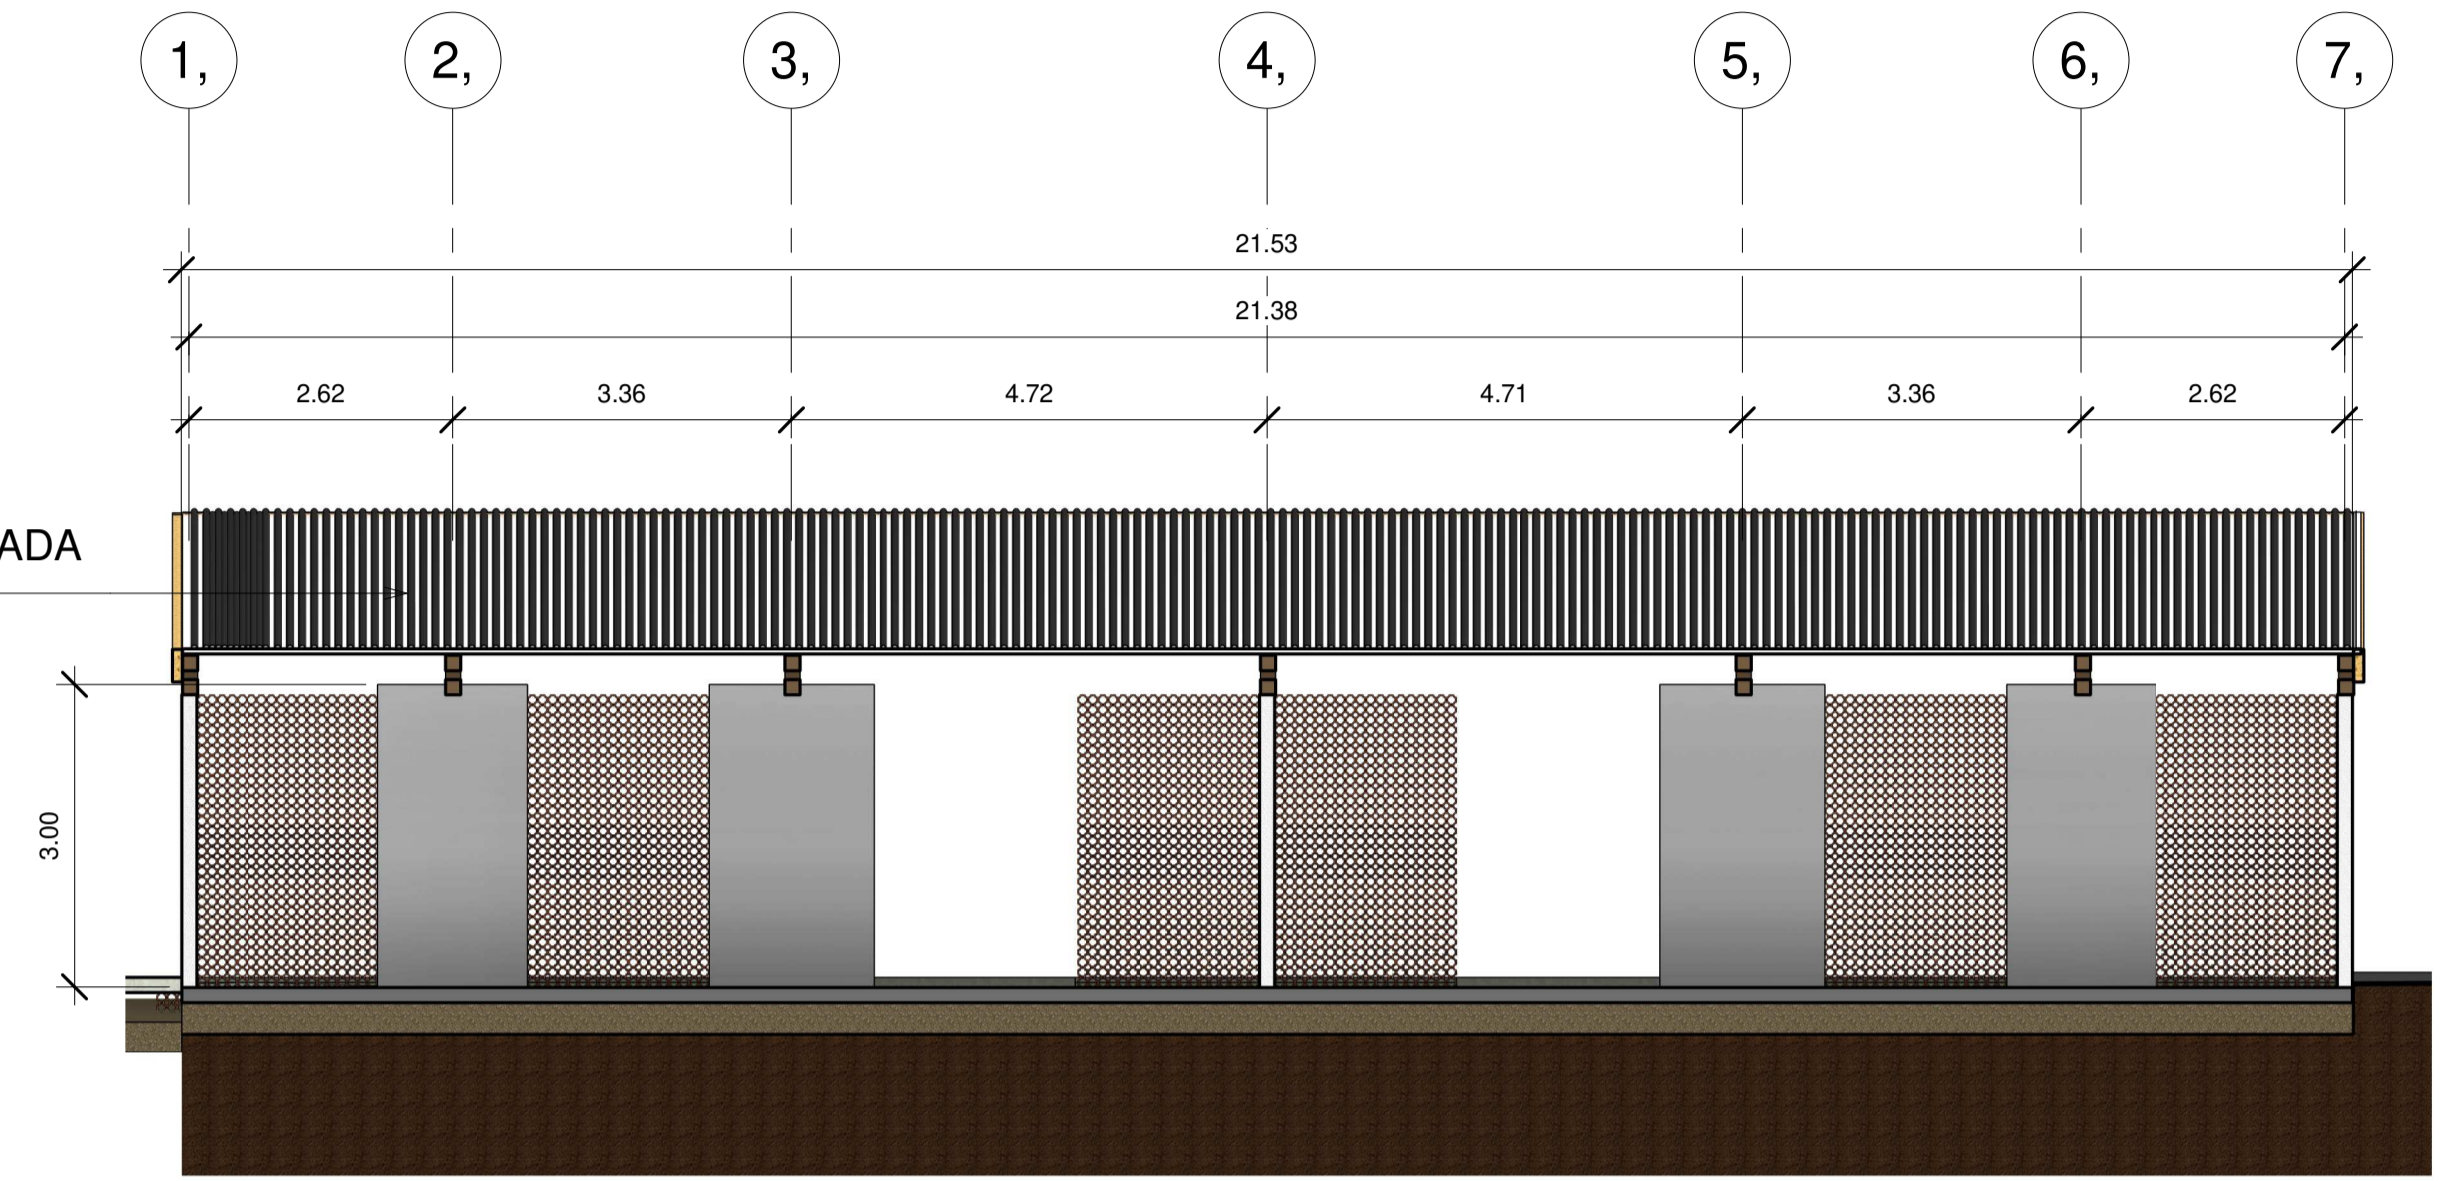 1, 2, 3, 4, 5, 6, 7,
21.53
21.38
2.62 3.36 4.72 4.71 3.36 2.62
ADA
3.00